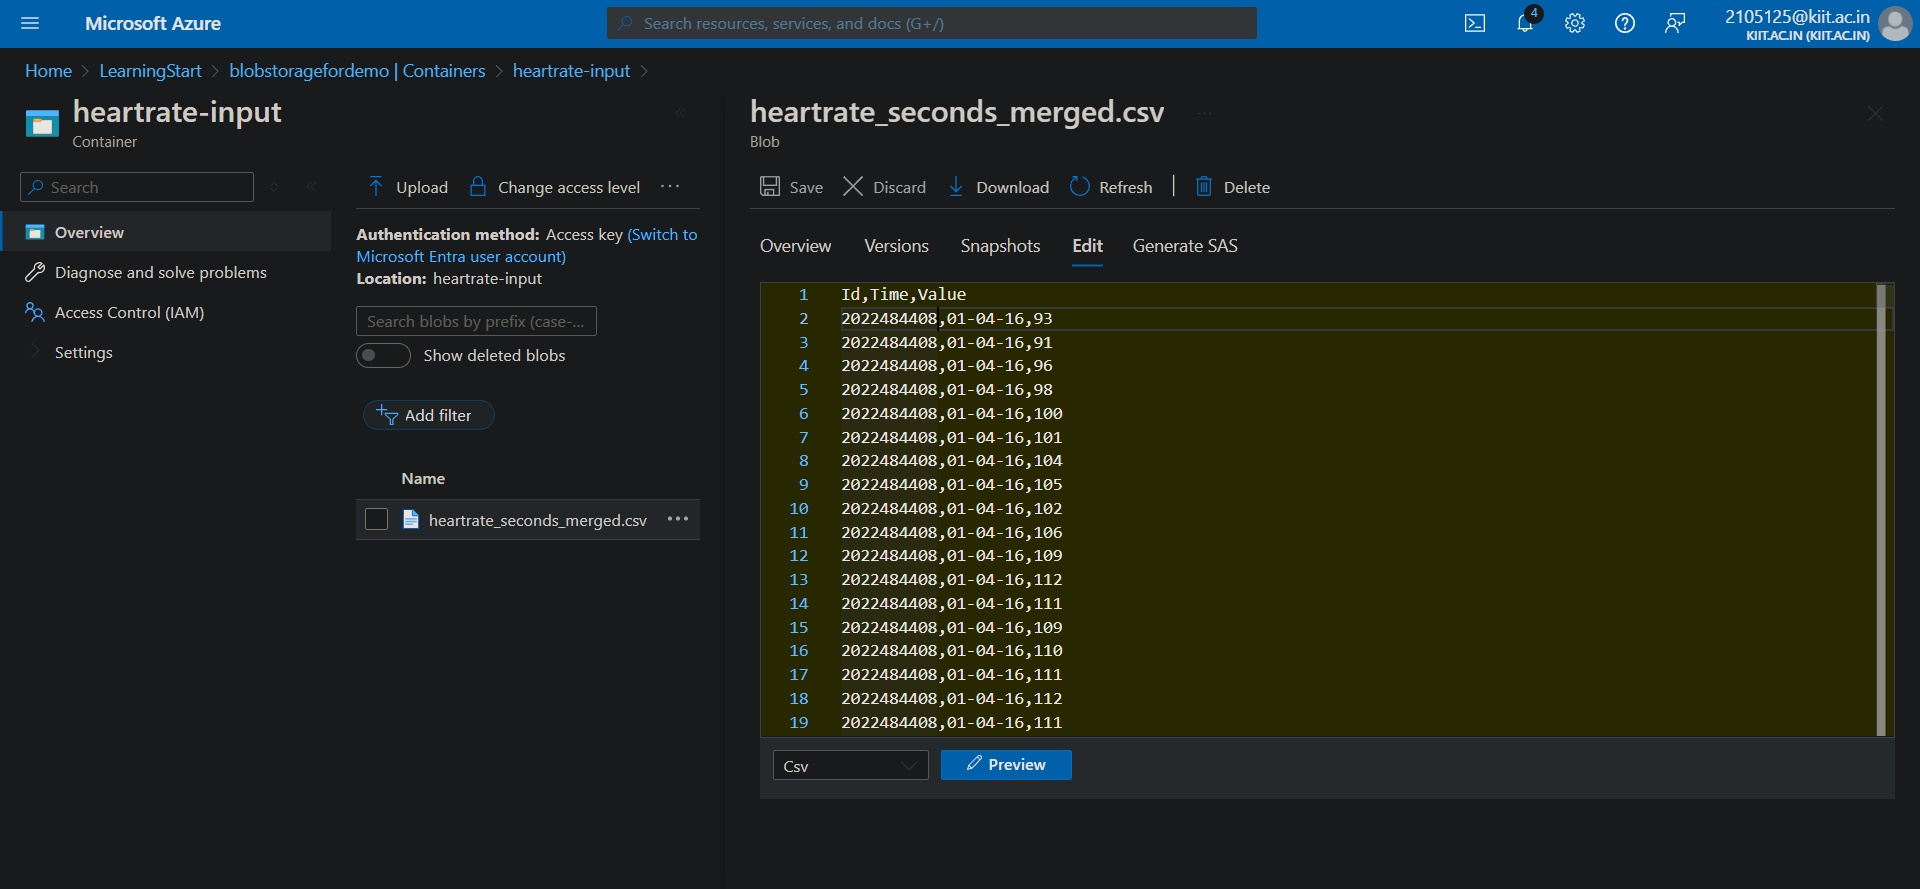 Microsoft Azure
Search resources, services, and docs (G+/)
4
2105125@kiit.ac.in
KIIT.AC.IN (KIIT.AC.IN)
Home > LearningStart > blobstoragefordemo | Containers > heartrate-input >
heartrate-input
Container
Search
Overview
Diagnose and solve problems
Access Control (IAM)
Settings
Upload Change access level ...
Authentication method: Access key (Switch to
Microsoft Entra user account)
Location: heartrate-input
Search blobs by prefix (case-...
Show deleted blobs
Add filter
Name
heartrate_seconds_merged.csv ...
heartrate_seconds_merged.csv ...
Blob
Save Discard Download Refresh | Delete
Overview Versions Snapshots Edit Generate SAS
1 Id,Time,Value
2 2022484408,01-04-16,93
3 2022484408,01-04-16,91
4 2022484408,01-04-16,96
5 2022484408,01-04-16,98
6 2022484408,01-04-16,100
7 2022484408,01-04-16,101
8 2022484408,01-04-16,104
9 2022484408,01-04-16,105
10 2022484408,01-04-16,102
11 2022484408,01-04-16,106
12 2022484408,01-04-16,109
13 2022484408,01-04-16,112
14 2022484408,01-04-16,111
15 2022484408,01-04-16,109
16 2022484408,01-04-16,110
17 2022484408,01-04-16,111
18 2022484408,01-04-16,112
19 2022484408,01-04-16,111
Csv
Preview